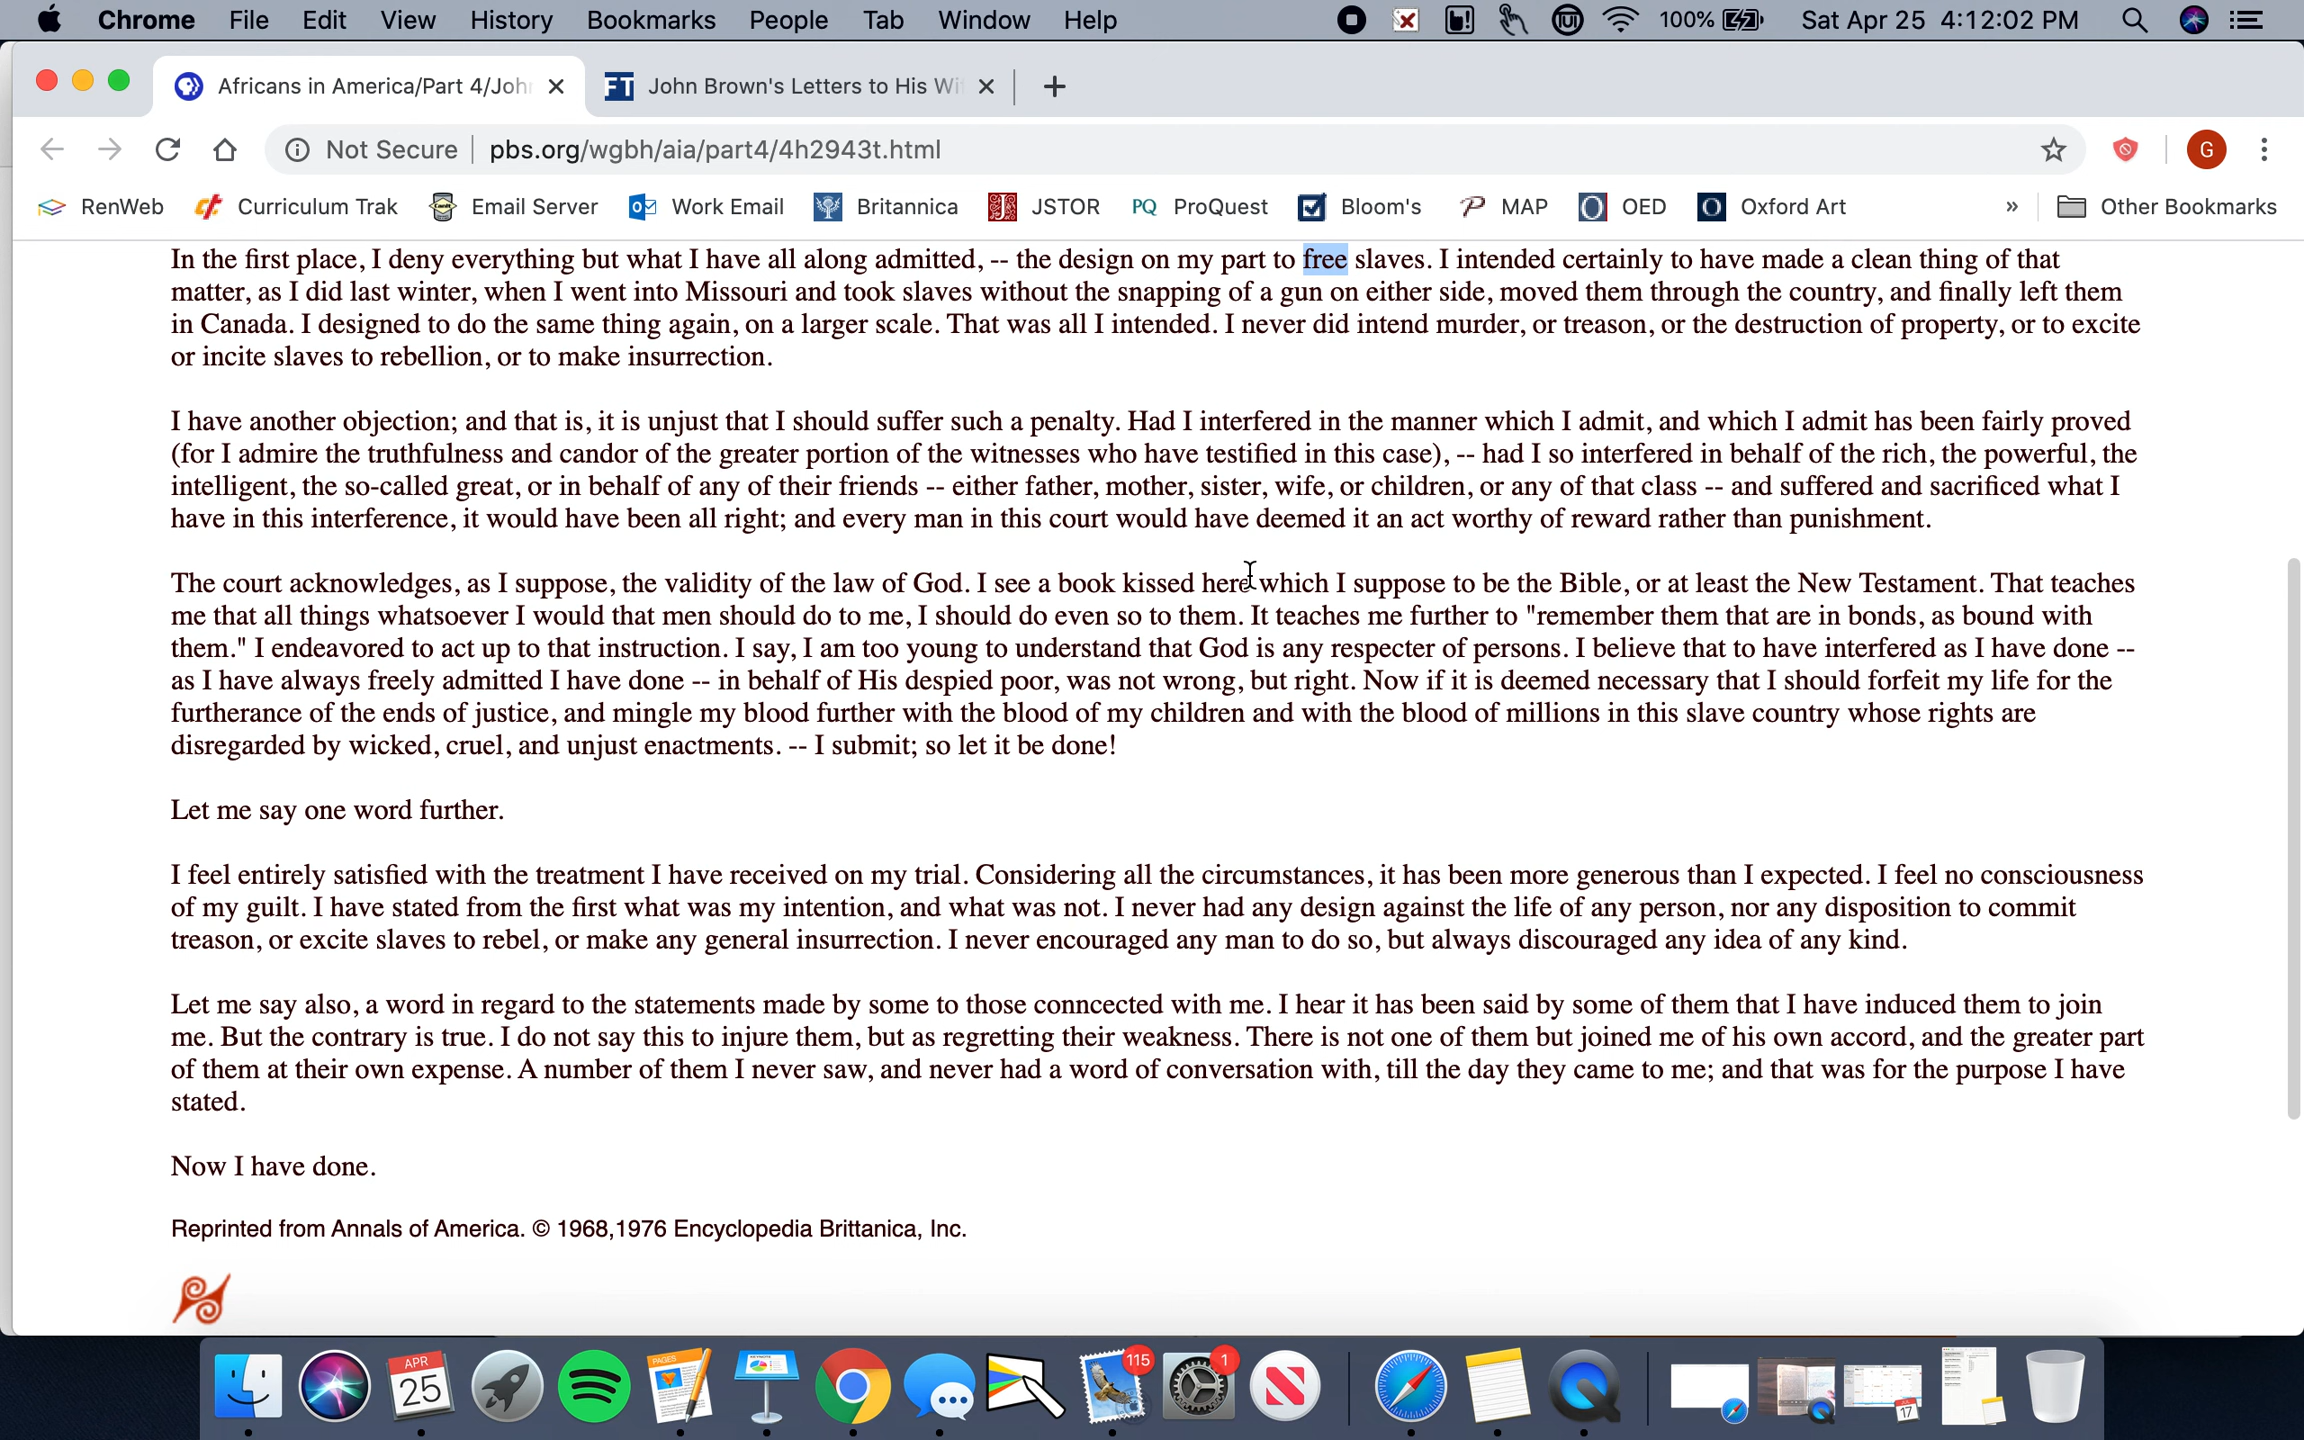 Chrome File Edit View History Bookmarks People Tab Window Help 100% Sat Apr 25 4:12:02 PM
Africans in America/Part 4/Joh John Brown's Letters to His Wi
Not Secure pbs.org/wgbh/aia/part4/4h2943t.html G
RenWeb Curriculum Trak Email Server Work Email Britannica JSTOR PQ ProQuest Bloom's MAP OED Oxford Art » Other Bookmarks
In the first place, I deny everything but what I have all along admitted, -- the design on my part to free slaves. I intended certainly to have made a clean thing of that
matter, as I did last winter, when I went into Missouri and took slaves without the snapping of a gun on either side, moved them through the country, and finally left them
in Canada. I designed to do the same thing again, on a larger scale. That was all I intended. I never did intend murder, or treason, or the destruction of property, or to excite
or incite slaves to rebellion, or to make insurrection.
I have another objection; and that is, it is unjust that I should suffer such a penalty. Had I interfered in the manner which I admit, and which I admit has been fairly proved
(for I admire the truthfulness and candor of the greater portion of the witnesses who have testified in this case), -- had I so interfered in behalf of the rich, the powerful, the
intelligent, the so-called great, or in behalf of any of their friends -- either father, mother, sister, wife, or children, or any of that class -- and suffered and sacrificed what I
have in this interference, it would have been all right; and every man in this court would have deemed it an act worthy of reward rather than punishment.
The court acknowledges, as I suppose, the validity of the law of God. I see a book kissed here which I suppose to be the Bible, or at least the New Testament. That teaches
me that all things whatsoever I would that men should do to me, I should do even so to them. It teaches me further to "remember them that are in bonds, as bound with
them." I endeavored to act up to that instruction. I say, I am too young to understand that God is any respecter of persons. I believe that to have interfered as I have done --
as I have always freely admitted I have done -- in behalf of His despied poor, was not wrong, but right. Now if it is deemed necessary that I should forfeit my life for the
furtherance of the ends of justice, and mingle my blood further with the blood of my children and with the blood of millions in this slave country whose rights are
disregarded by wicked, cruel, and unjust enactments. -- I submit; so let it be done!
Let me say one word further.
I feel entirely satisfied with the treatment I have received on my trial. Considering all the circumstances, it has been more generous than I expected. I feel no consciousness
of my guilt. I have stated from the first what was my intention, and what was not. I never had any design against the life of any person, nor any disposition to commit
treason, or excite slaves to rebel, or make any general insurrection. I never encouraged any man to do so, but always discouraged any idea of any kind.
Let me say also, a word in regard to the statements made by some to those conncected with me. I hear it has been said by some of them that I have induced them to join
me. But the contrary is true. I do not say this to injure them, but as regretting their weakness. There is not one of them but joined me of his own accord, and the greater part
of them at their own expense. A number of them I never saw, and never had a word of conversation with, till the day they came to me; and that was for the purpose I have
stated.
Now I have done.
Reprinted from Annals of America. © 1968,1976 Encyclopedia Brittanica, Inc.
APR 25 PAGES 115 1 17